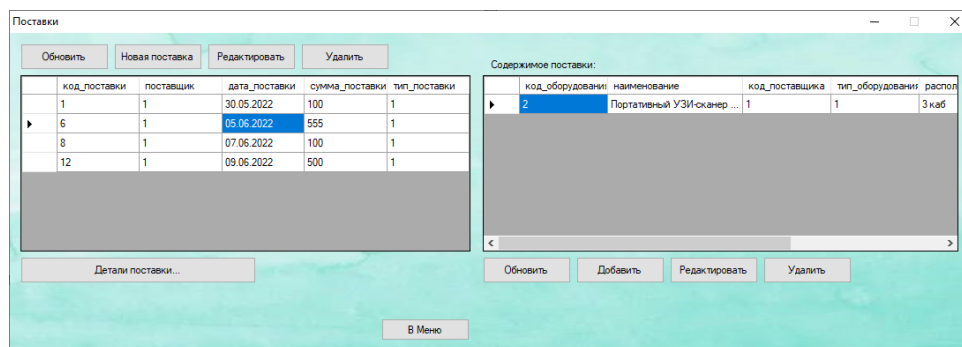 Поставки
Обновить Новая поставка Редактировать Удалить
код_поставки поставщик дата_поставки сумма_поставки тип_поставки
1 1 30.05.2022 100 1
6 1 05.06.2022 555 1
8 1 07.06.2022 100 1
12 1 09.06.2022 500 1
Детали поставки...
Содержимое поставки:
код_оборудовани наименование код_поставщика тип_оборудования распол
2 Портативный УЗИ-сканер ... 1 1 3 каб
Обновить Добавить Редактировать Удалить
В Меню